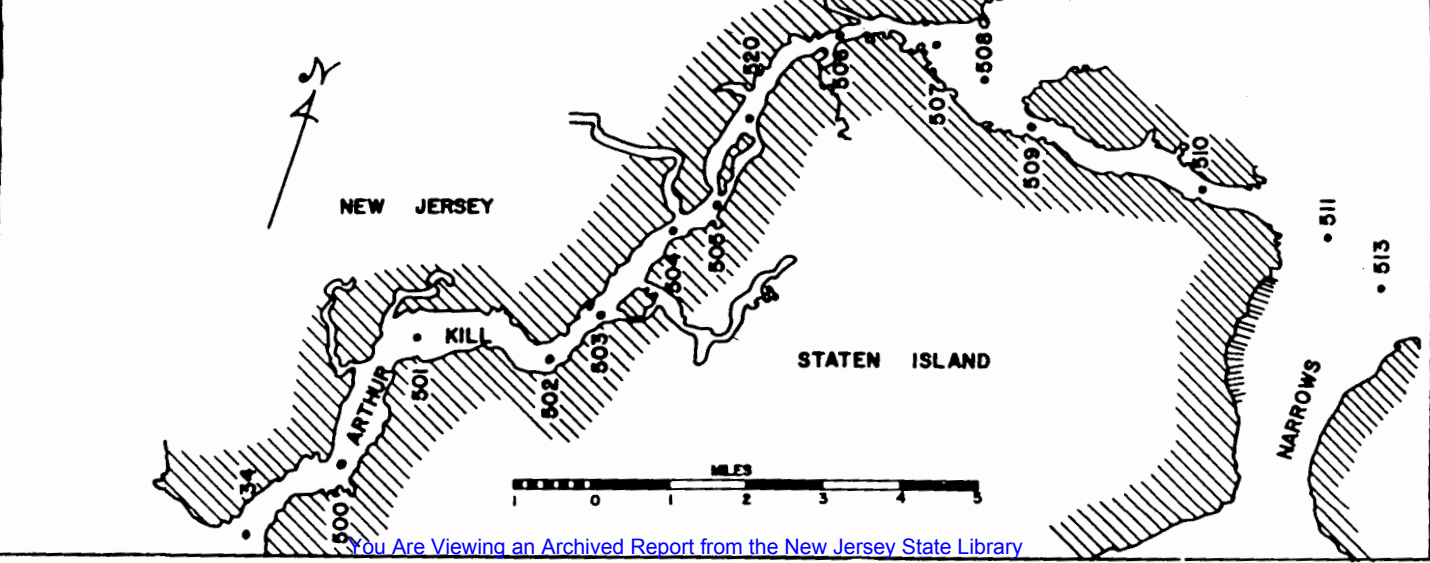 520
506
508
507
N
509
510
NEW JERSEY
511
505
504
513
KILL
503
501
502
STATEN ISLAND
ARTHUR
NARROWS
34
MILES
1 0 1 2 3 4 5
500
You Are Viewing an Archived Report from the New Jersey State Library